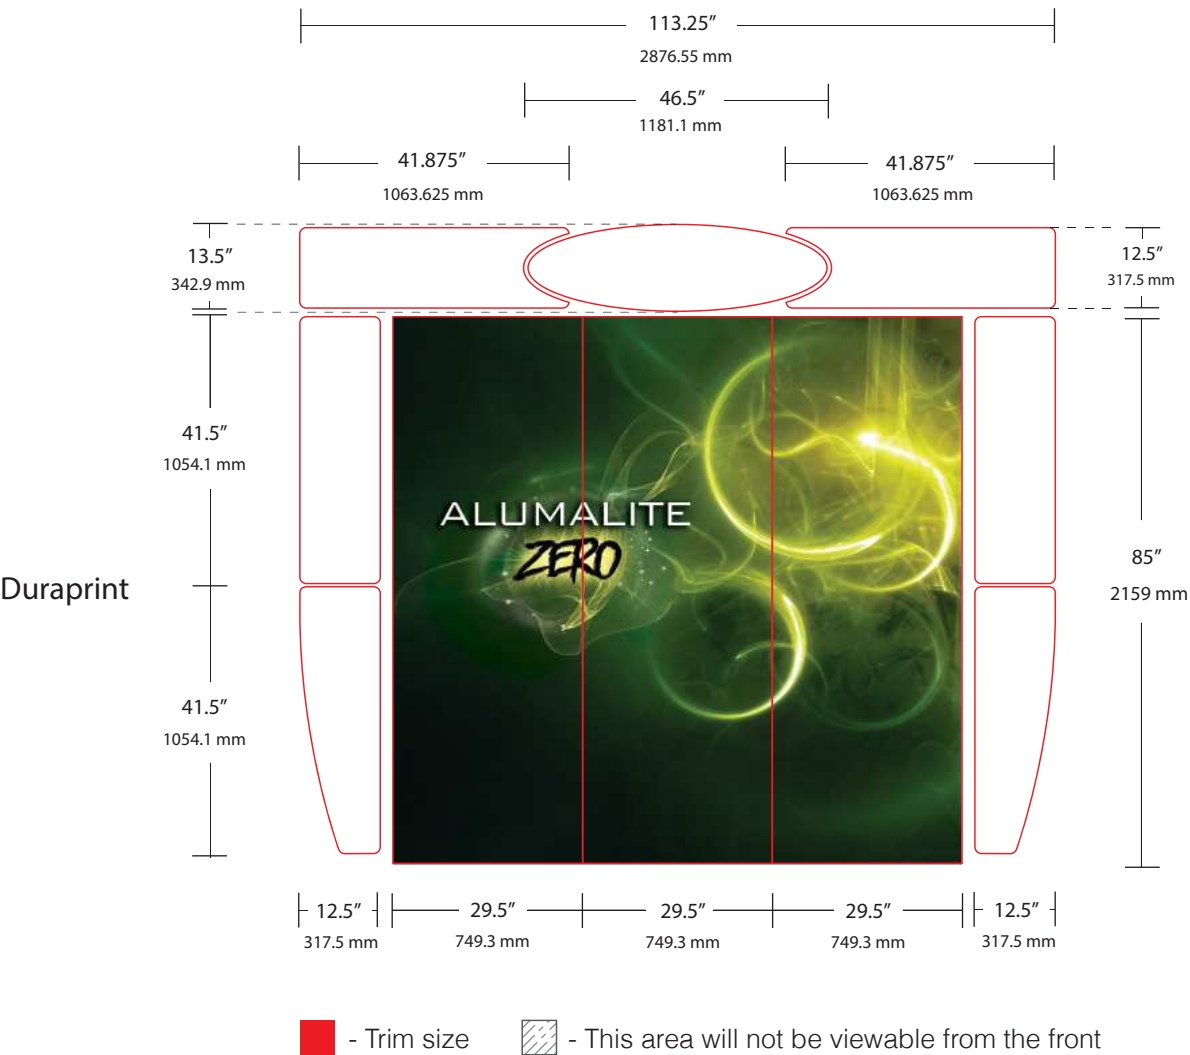 113.25”
2876.55 mm
46.5”
1181.1 mm
41.875”
1063.625 mm
41.875”
1063.625 mm
13.5”
342.9 mm
12.5”
317.5 mm
41.5”
1054.1 mm
ALUMALITE
ZERO
85”
2159 mm
Duraprint
41.5”
1054.1 mm
12.5”
317.5 mm
29.5”
749.3 mm
29.5”
749.3 mm
29.5”
749.3 mm
12.5”
317.5 mm
- Trim size
- This area will not be viewable from the front